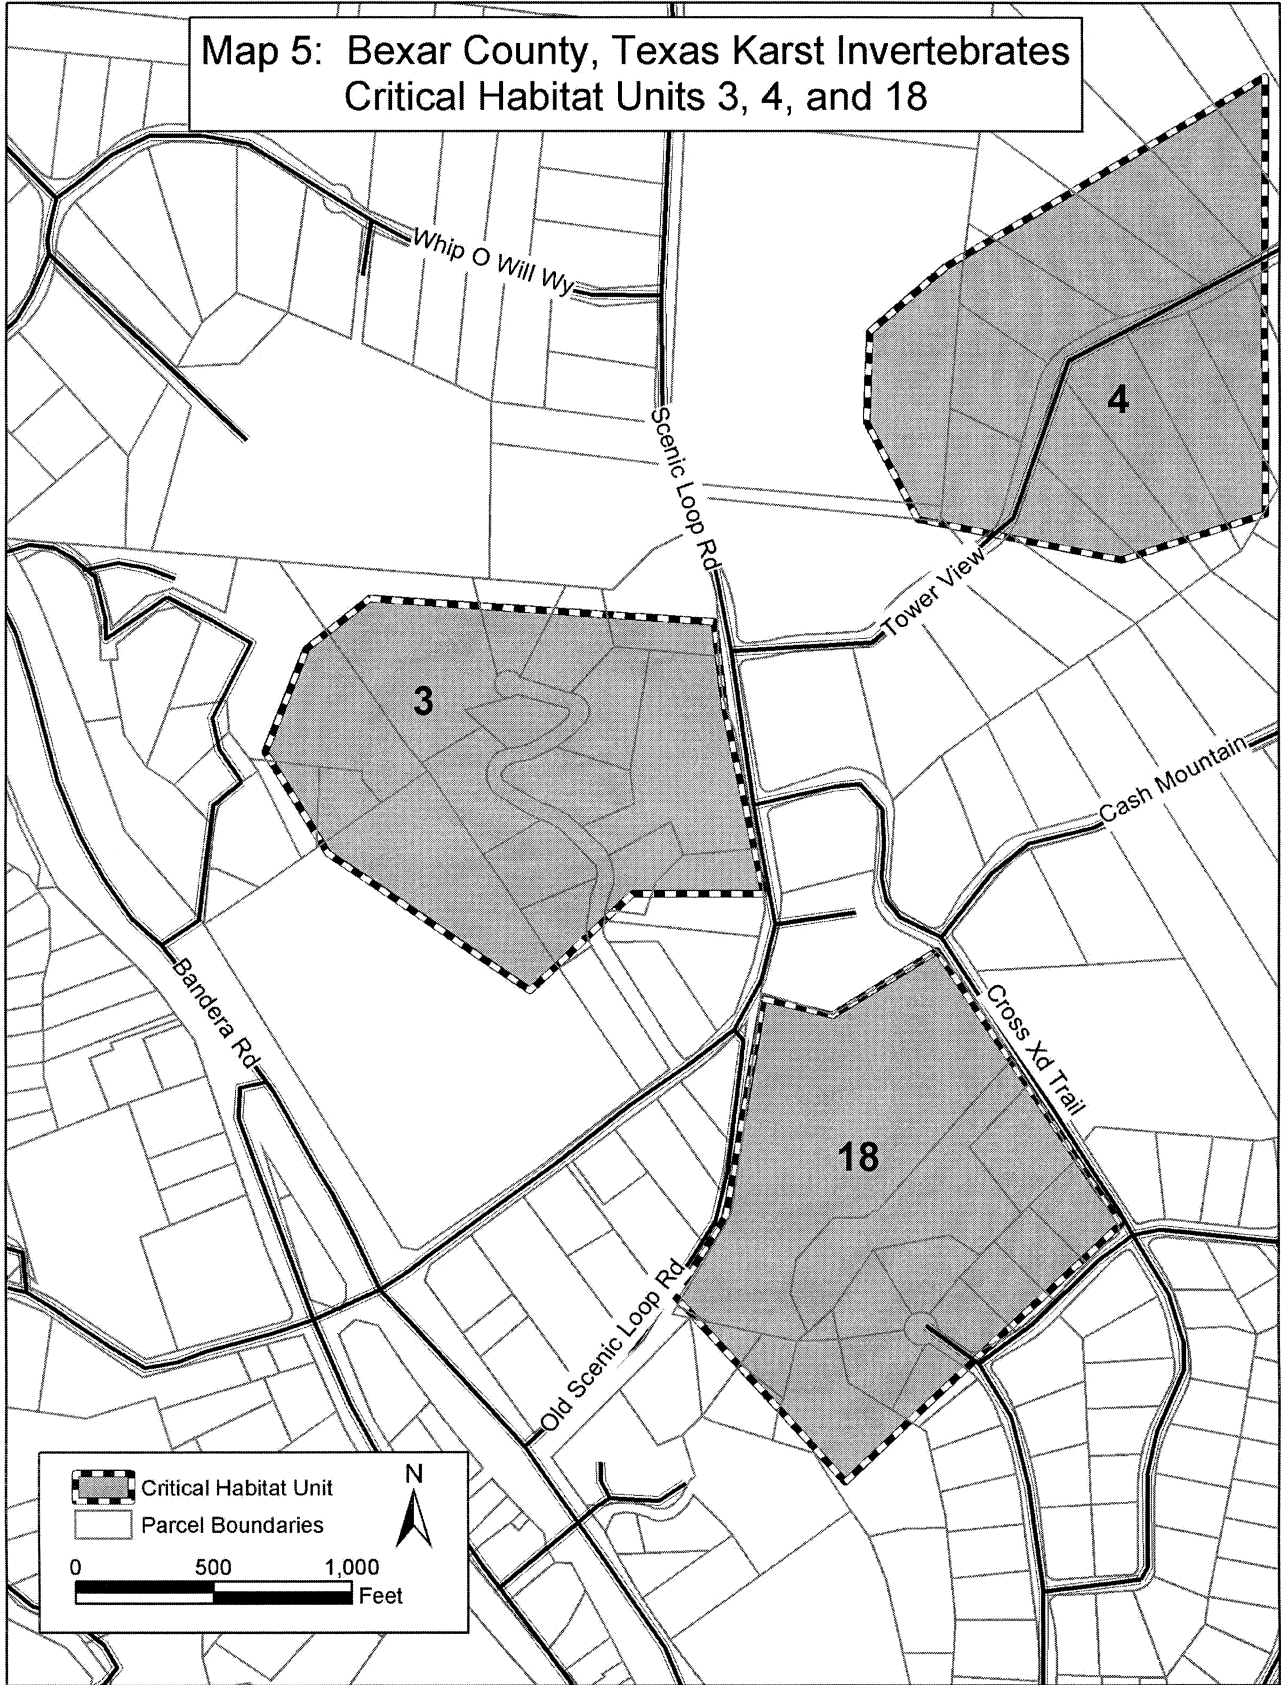 Map 5: Bexar County, Texas Karst Invertebrates
Critical Habitat Units 3, 4, and 18
Whip O Will Wy
Scenic Loop Rd
4
Tower View
3
Cash Mountain
Bandera Rd
Cross Xd Trail
18
Old Scenic Loop Rd
Critical Habitat Unit
N
Parcel Boundaries
0 500 1,000
Feet